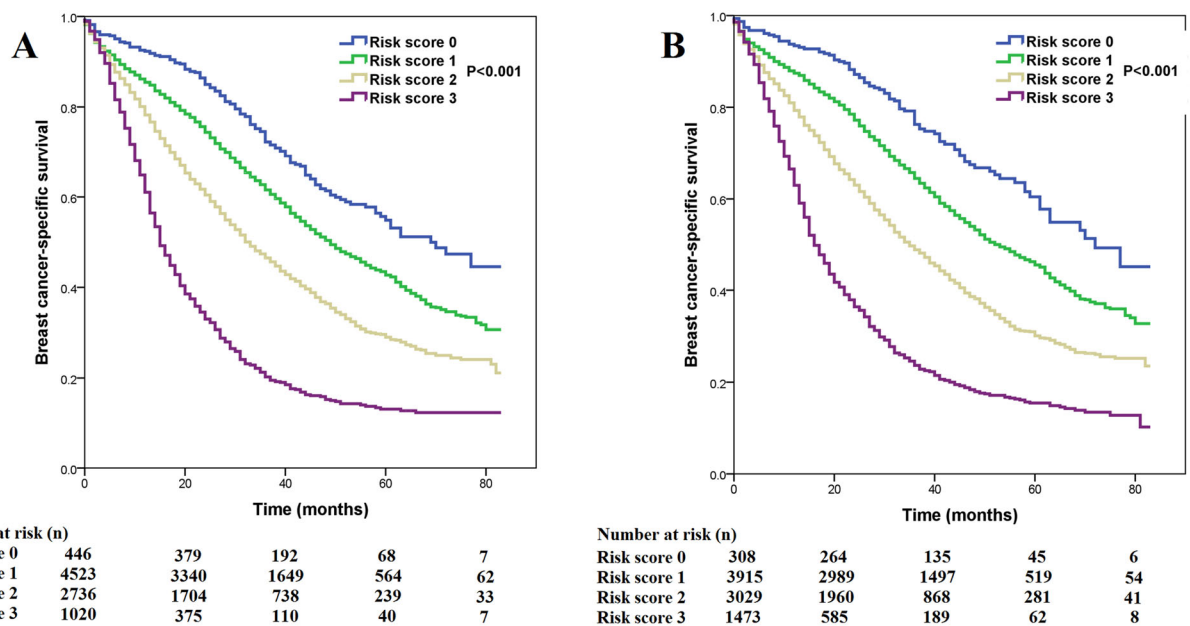 A
1.0
0.8
0.6
0.4
0.2
0.0
Breast cancer-specific survival
Risk score 0
Risk score 1
Risk score 2
Risk score 3
P<0.001
0 20 40 60 80
Time (months)
at risk (n)
e 0 446 379 192 68 7
e 1 4523 3340 1649 564 62
e 2 2736 1704 738 239 33
e 3 1020 375 110 40 7
B
1.0
0.8
0.6
0.4
0.2
0.0
Breast cancer-specific survival
Risk score 0
Risk score 1
Risk score 2
Risk score 3
P<0.001
0 20 40 60 80
Time (months)
Number at risk (n)
Risk score 0 308 264 135 45 6
Risk score 1 3915 2989 1497 519 54
Risk score 2 3029 1960 868 281 41
Risk score 3 1473 585 189 62 8